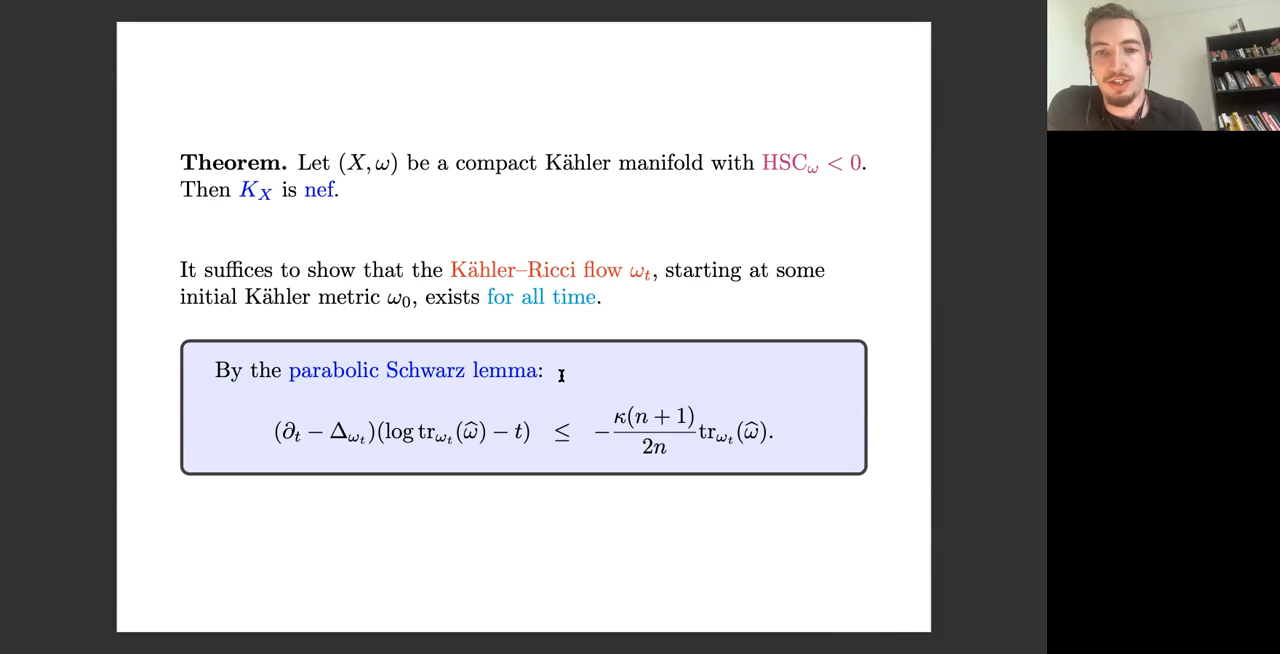 Theorem. Let (X, ω) be a compact Kähler manifold with HSC_ω < 0.
Then K_X is nef.
It suffices to show that the Kähler–Ricci flow ω_t, starting at some
initial Kähler metric ω_0, exists for all time.
By the parabolic Schwarz lemma:
(∂_t − Δ_{ω_t})(log tr_{ω_t}(ω̂) − t) ≤ −\frac{κ(n + 1)}{2n} tr_{ω_t}(ω̂).